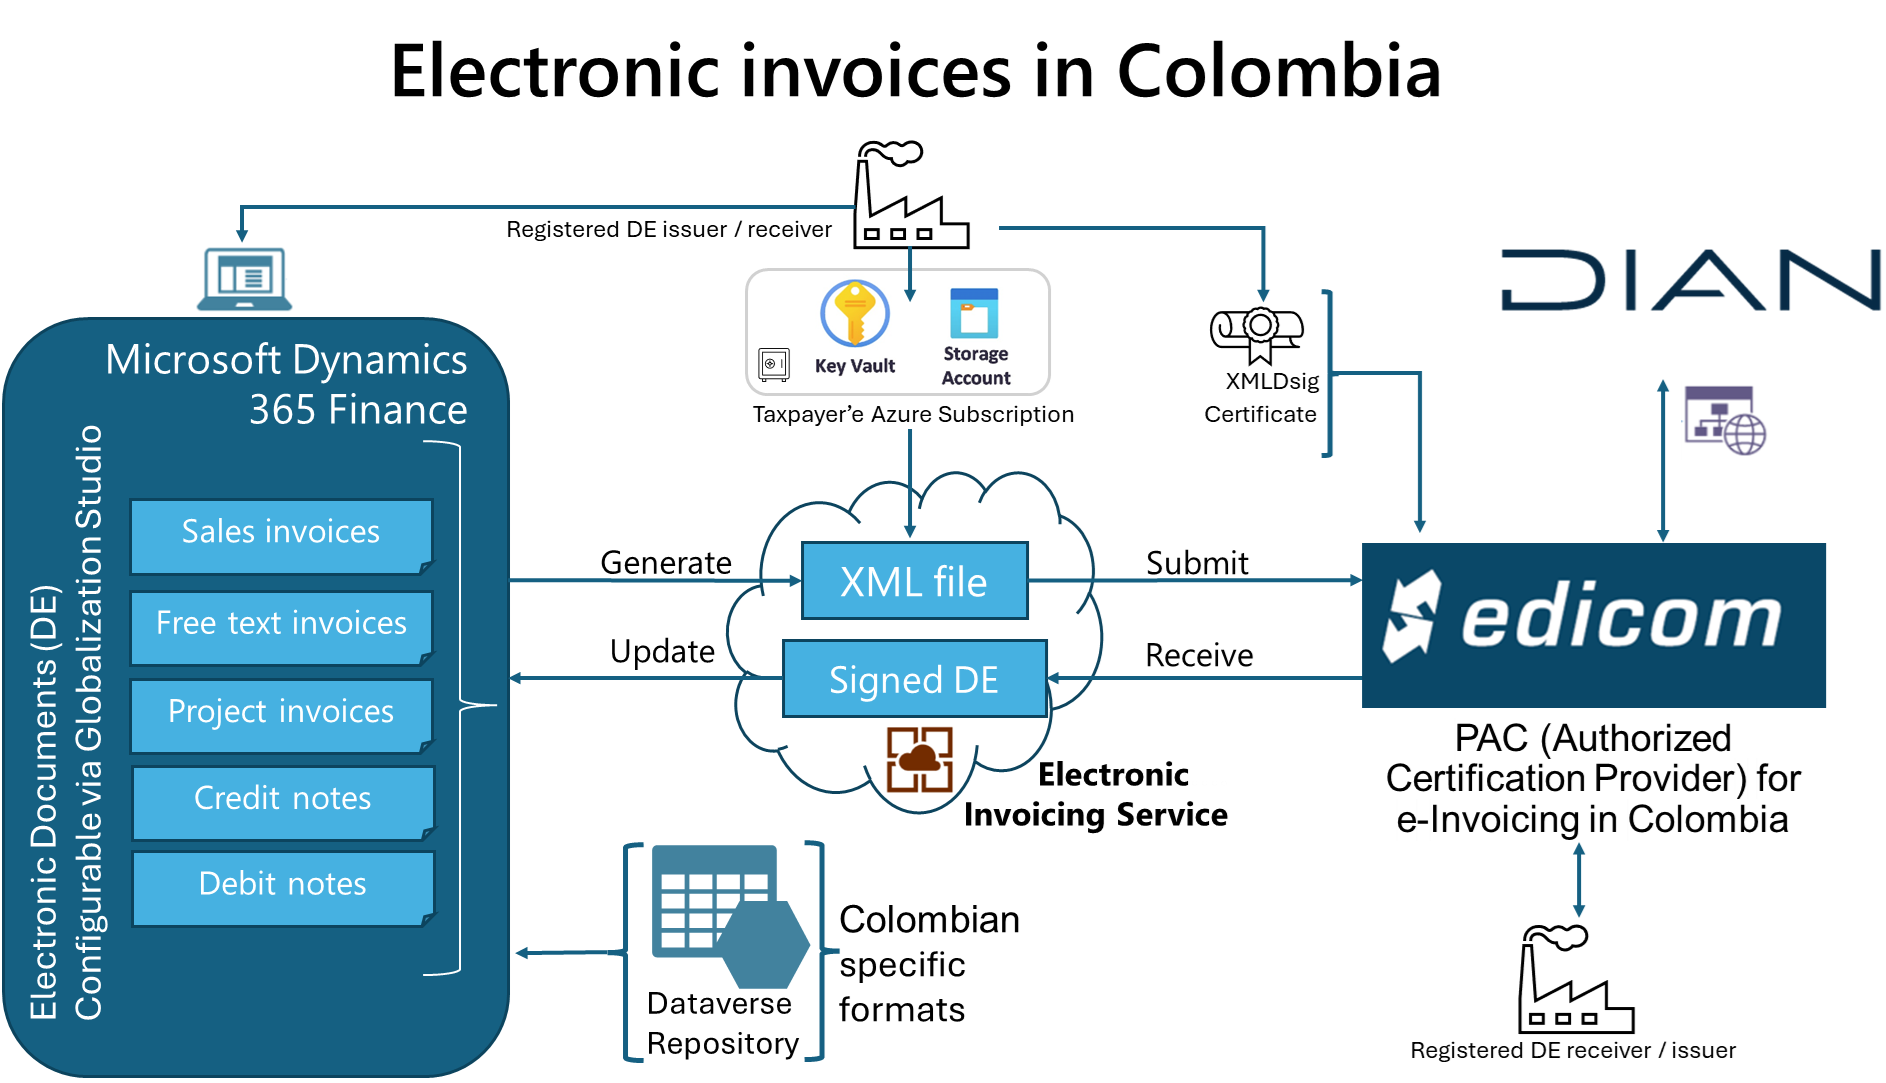 Electronic invoices in Colombia
Registered DE issuer / receiver
Key Vault
Storage
Account
Taxpayer’e Azure Subscription
XMLDsig
Certificate
DIAN
Microsoft Dynamics
365 Finance
Electronic Documents (DE)
Configurable via Globalization Studio
Sales invoices
Free text invoices
Project invoices
Credit notes
Debit notes
Generate
XML file
Submit
Update
Signed DE
Receive
edicom
Electronic
Invoicing Service
PAC (Authorized
Certification Provider) for
e-Invoicing in Colombia
Dataverse
Repository
Colombian
specific
formats
Registered DE receiver / issuer